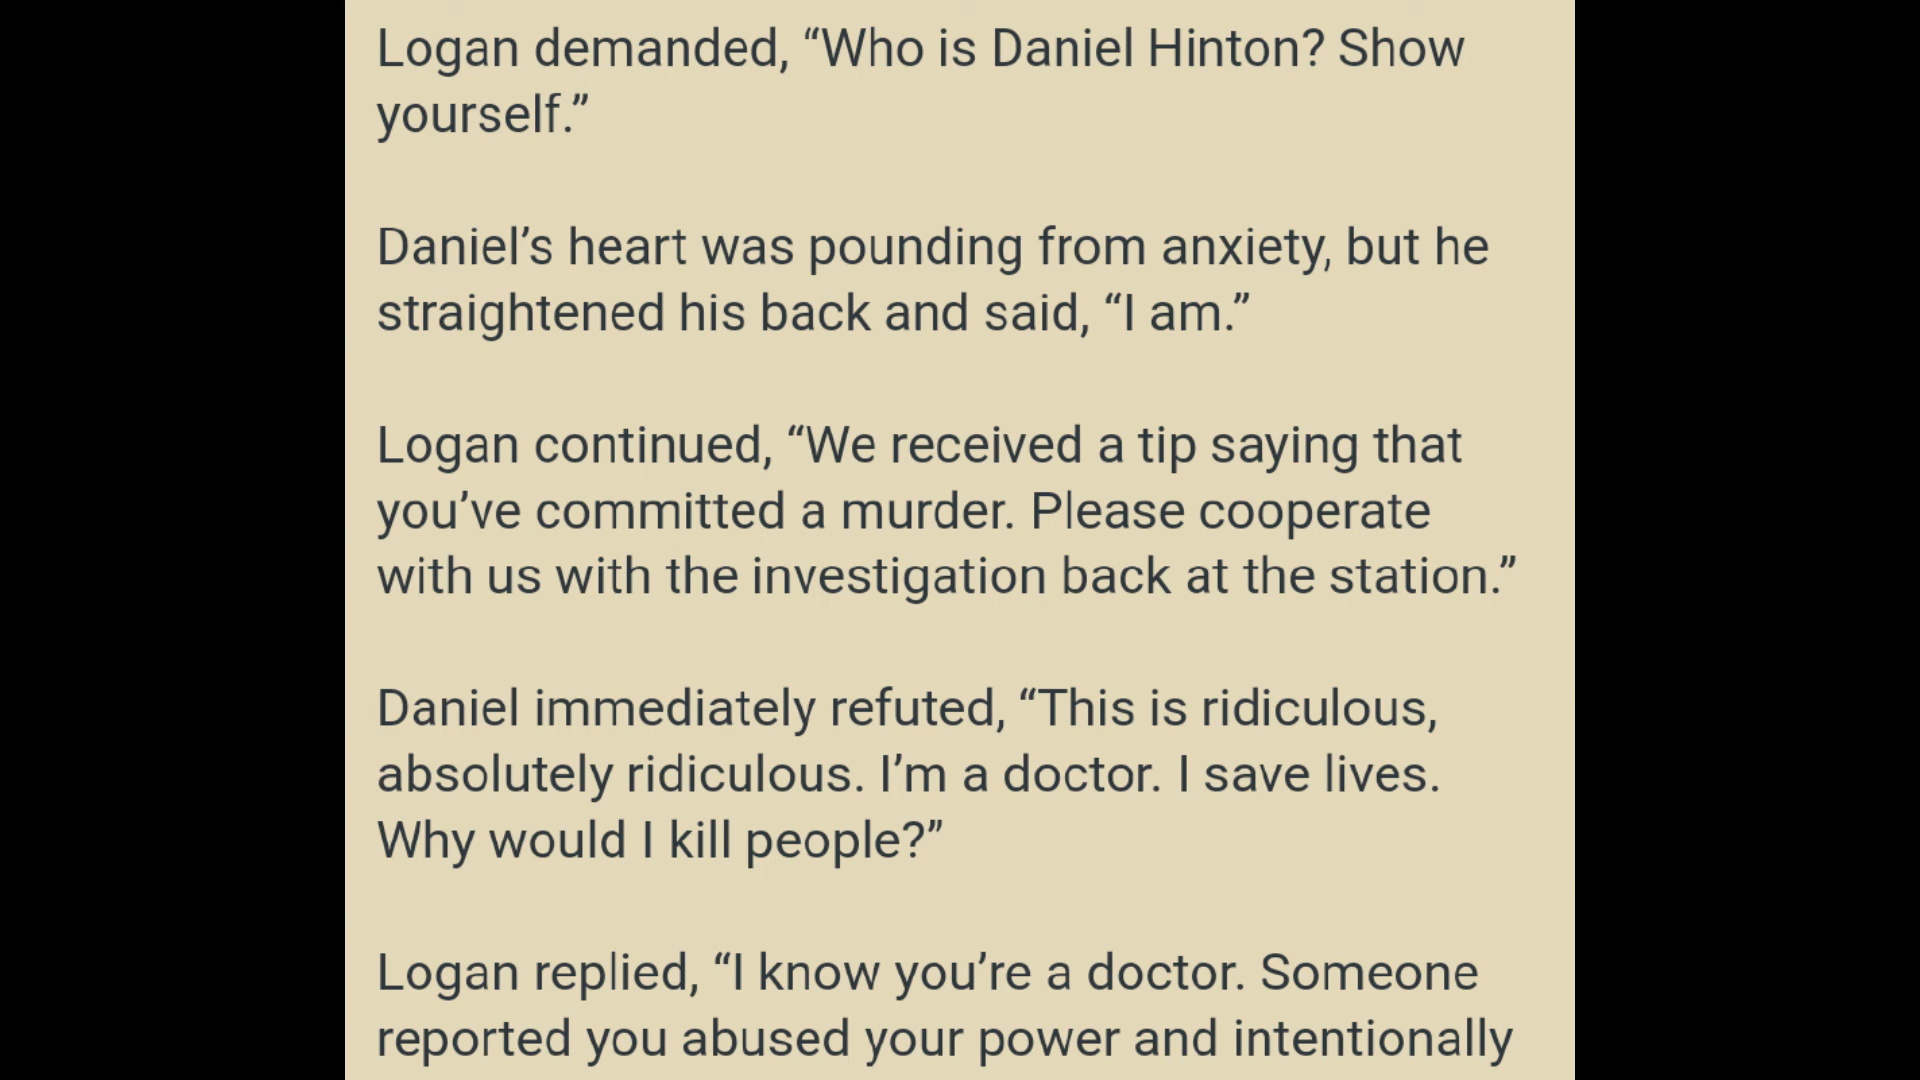 Logan demanded, “Who is Daniel Hinton? Show
yourself.”
Daniel’s heart was pounding from anxiety, but he
straightened his back and said, “I am.”
Logan continued, “We received a tip saying that
you’ve committed a murder. Please cooperate
with us with the investigation back at the station.”
Daniel immediately refuted, “This is ridiculous,
absolutely ridiculous. I’m a doctor. I save lives.
Why would I kill people?”
Logan replied, “I know you’re a doctor. Someone
reported you abused your power and intentionally